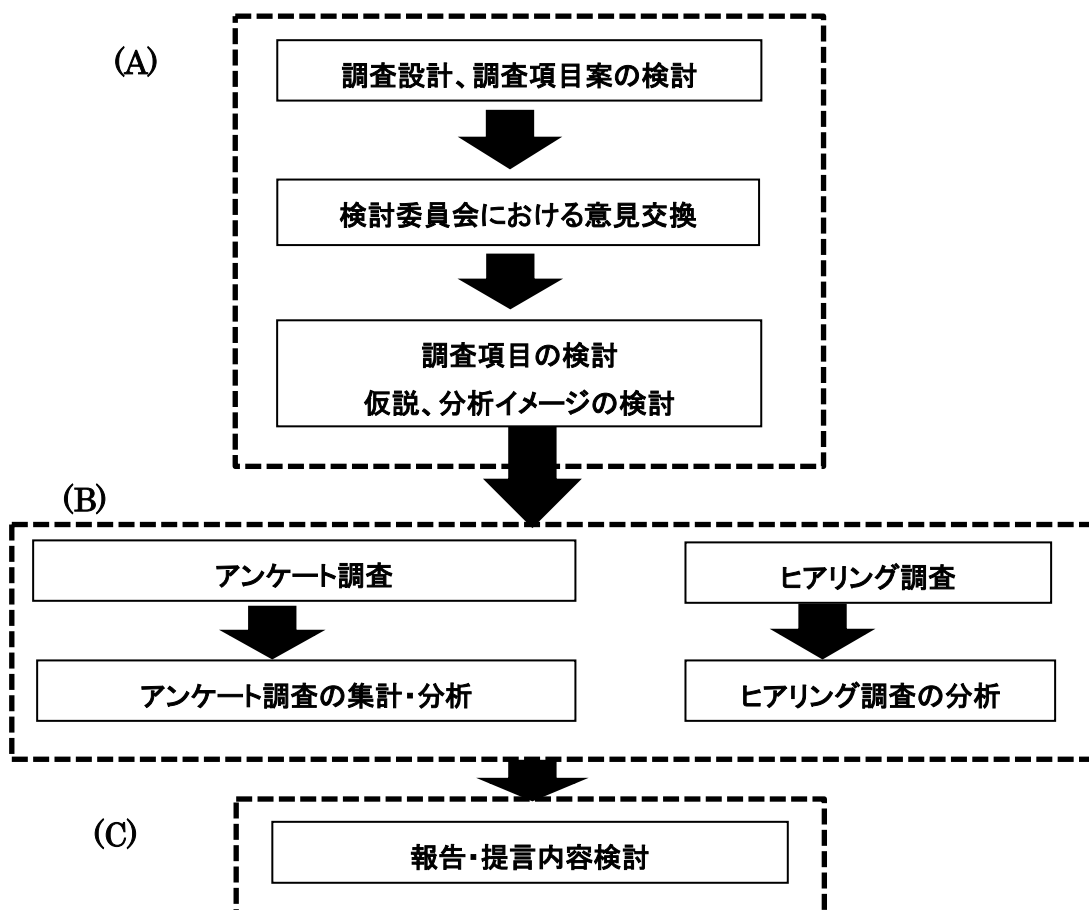 (A)
調査設計、調査項目案の検討
検討委員会における意見交換
調査項目の検討
仮説、分析イメージの検討
(B)
アンケート調査
ヒアリング調査
アンケート調査の集計・分析
ヒアリング調査の分析
(C)
報告・提言内容検討